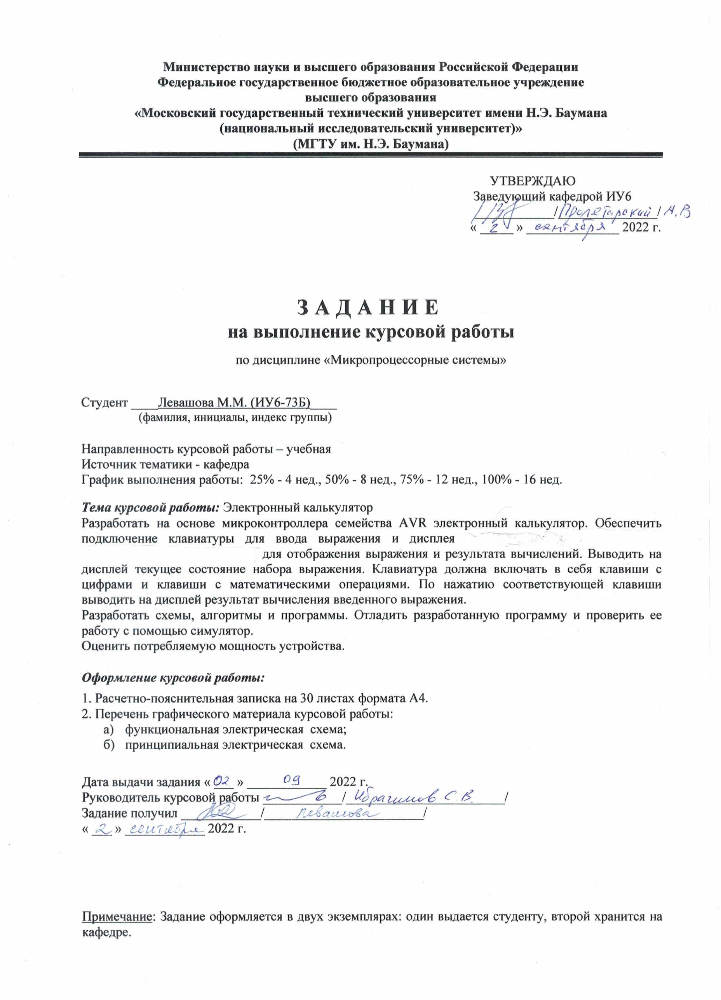 Министерство науки и высшего образования Российской Федерации
Федеральное государственное бюджетное образовательное учреждение
высшего образования
«Московский государственный технический университет имени Н.Э. Баумана
(национальный исследовательский университет)»
(МГТУ им. Н.Э. Баумана)
УТВЕРЖДАЮ
Заведующий кафедрой ИУ6
/Пролетарский/ А.В
« 2 » сентября 2022 г.
З А Д А Н И Е
на выполнение курсовой работы
по дисциплине «Микропроцессорные системы»
Студент Левашова М.М. (ИУ6-73Б)
(фамилия, инициалы, индекс группы)
Направленность курсовой работы – учебная
Источник тематики - кафедра
График выполнения работы: 25% - 4 нед., 50% - 8 нед., 75% - 12 нед., 100% - 16 нед.
Тема курсовой работы: Электронный калькулятор
Разработать на основе микроконтроллера семейства AVR электронный калькулятор. Обеспечить
подключение клавиатуры для ввода выражения и дисплея
для отображения выражения и результата вычислений. Выводить на
дисплей текущее состояние набора выражения. Клавиатура должна включать в себя клавиши с
цифрами и клавиши с математическими операциями. По нажатию соответствующей клавиши
выводить на дисплей результат вычисления введенного выражения.
Разработать схемы, алгоритмы и программы. Отладить разработанную программу и проверить ее
работу с помощью симулятор.
Оценить потребляемую мощность устройства.
Оформление курсовой работы:
1. Расчетно-пояснительная записка на 30 листах формата А4.
2. Перечень графического материала курсовой работы:
а) функциональная электрическая схема;
б) принципиальная электрическая схема.
Дата выдачи задания « 02 » 09 2022 г.
Руководитель курсовой работы / Ибрагимов С.В. /
Задание получил / Левашова /
« 2 » сентября 2022 г.
Примечание: Задание оформляется в двух экземплярах: один выдается студенту, второй хранится на
кафедре.